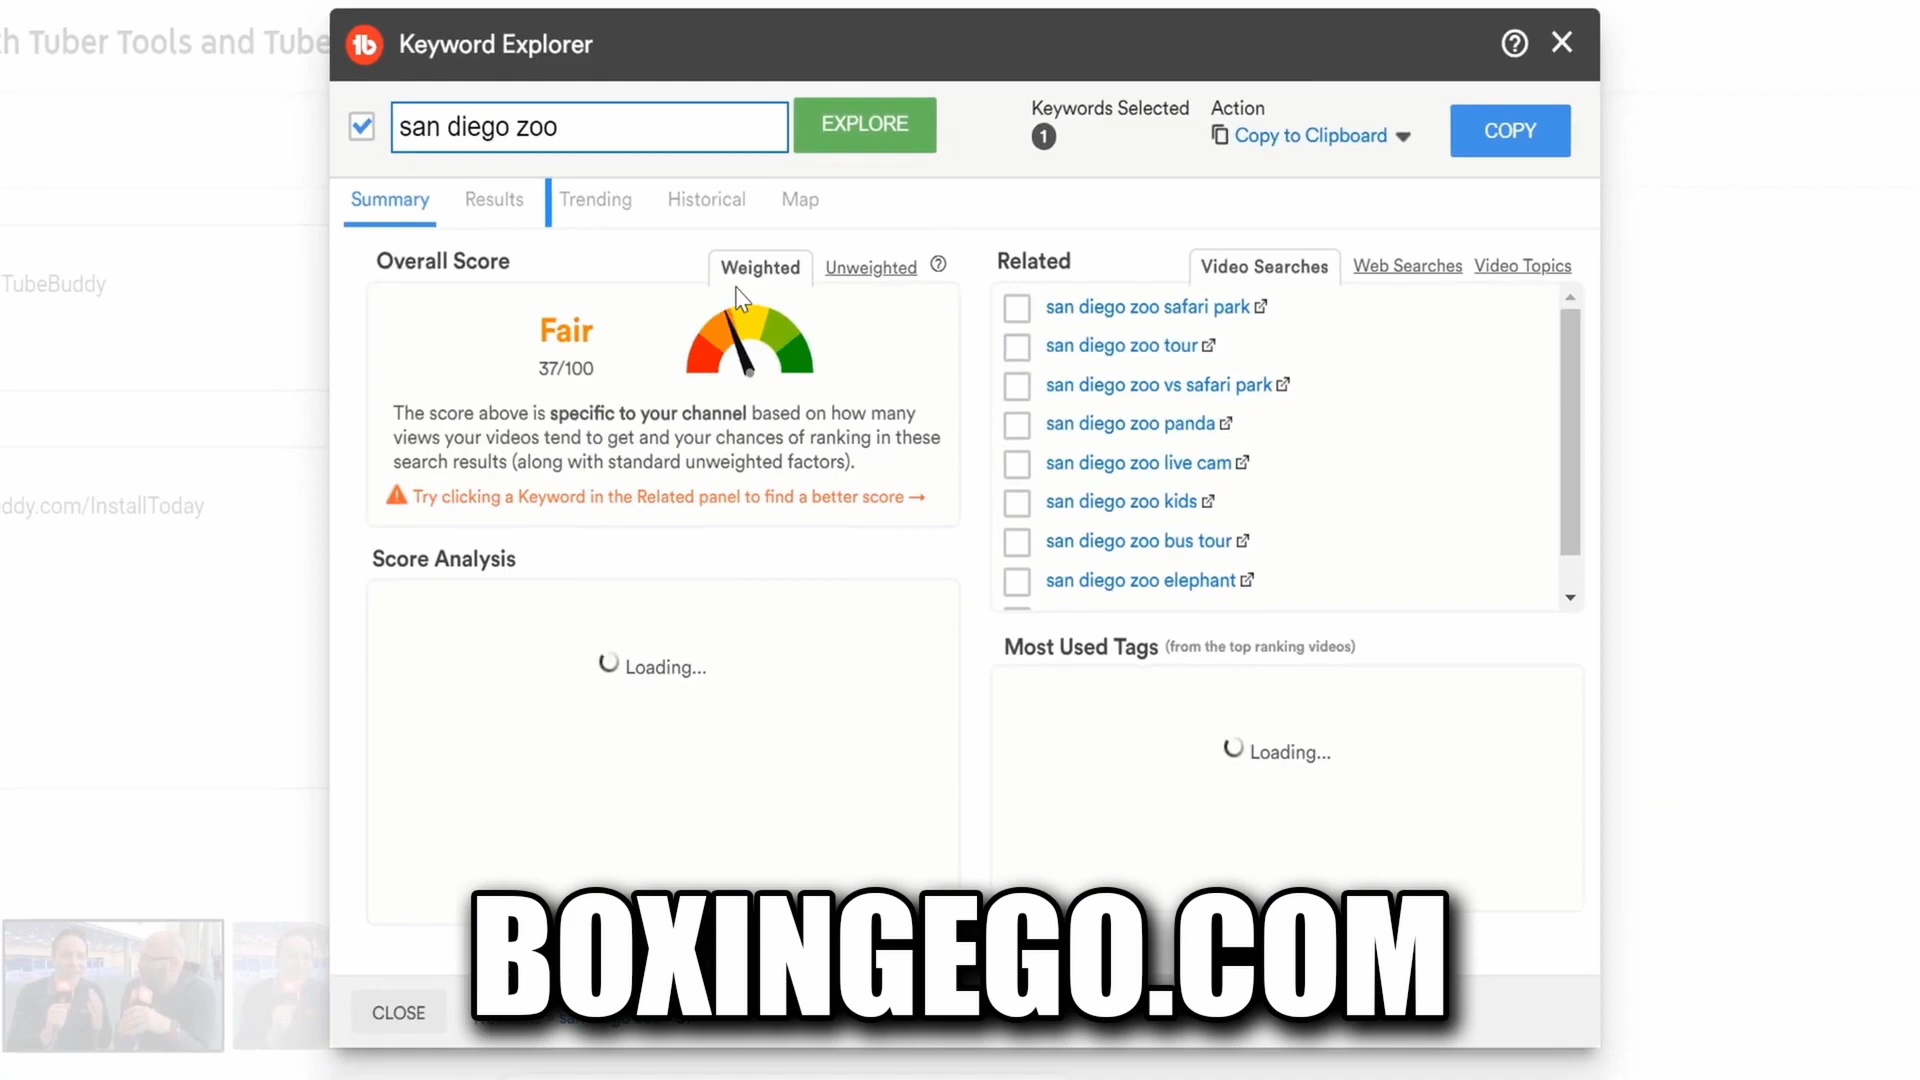 h Tuber Tools and Tube
Keyword Explorer
san diego zoo
EXPLORE
Keywords Selected
1
Action
Copy to Clipboard
COPY
Summary
Results
Trending
Historical
Map
Overall Score
Weighted
Unweighted
Fair
37/100
The score above is specific to your channel based on how many
views your videos tend to get and your chances of ranking in these
search results (along with standard unweighted factors).
Try clicking a Keyword in the Related panel to find a better score →
Related
Video Searches
Web Searches
Video Topics
san diego zoo safari park
san diego zoo tour
san diego zoo vs safari park
san diego zoo panda
san diego zoo live cam
san diego zoo kids
san diego zoo bus tour
san diego zoo elephant
TubeBuddy
ddy.com/InstallToday
Score Analysis
Loading...
Most Used Tags (from the top ranking videos)
Loading...
BOXINGEGO.COM
CLOSE